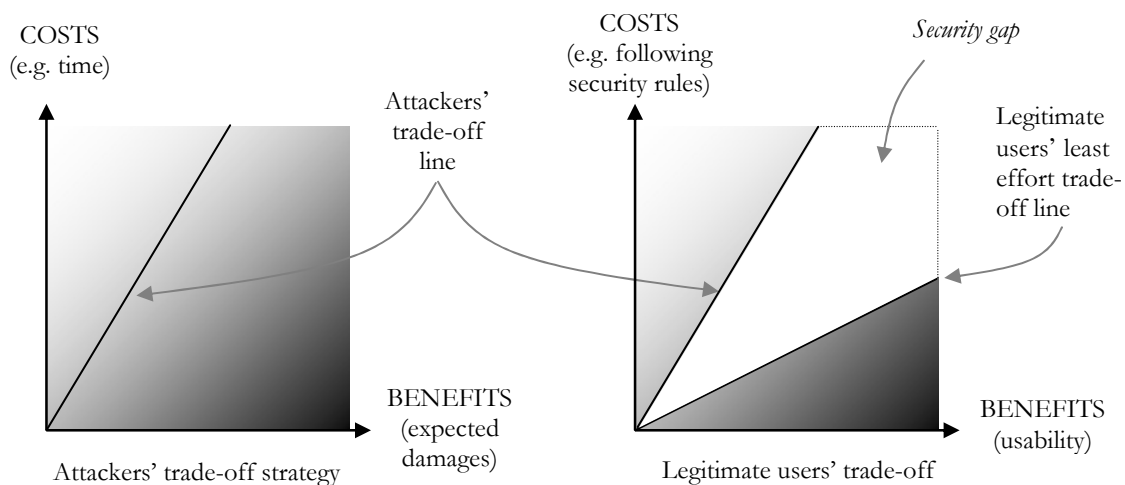 COSTS
(e.g. time)
Attackers’
trade-off
line
BENEFITS
(expected
damages)
Attackers’ trade-off strategy
COSTS
(e.g. following
security rules)
Security gap
Legitimate
users’ least
effort trade-
off line
BENEFITS
(usability)
Legitimate users’ trade-off